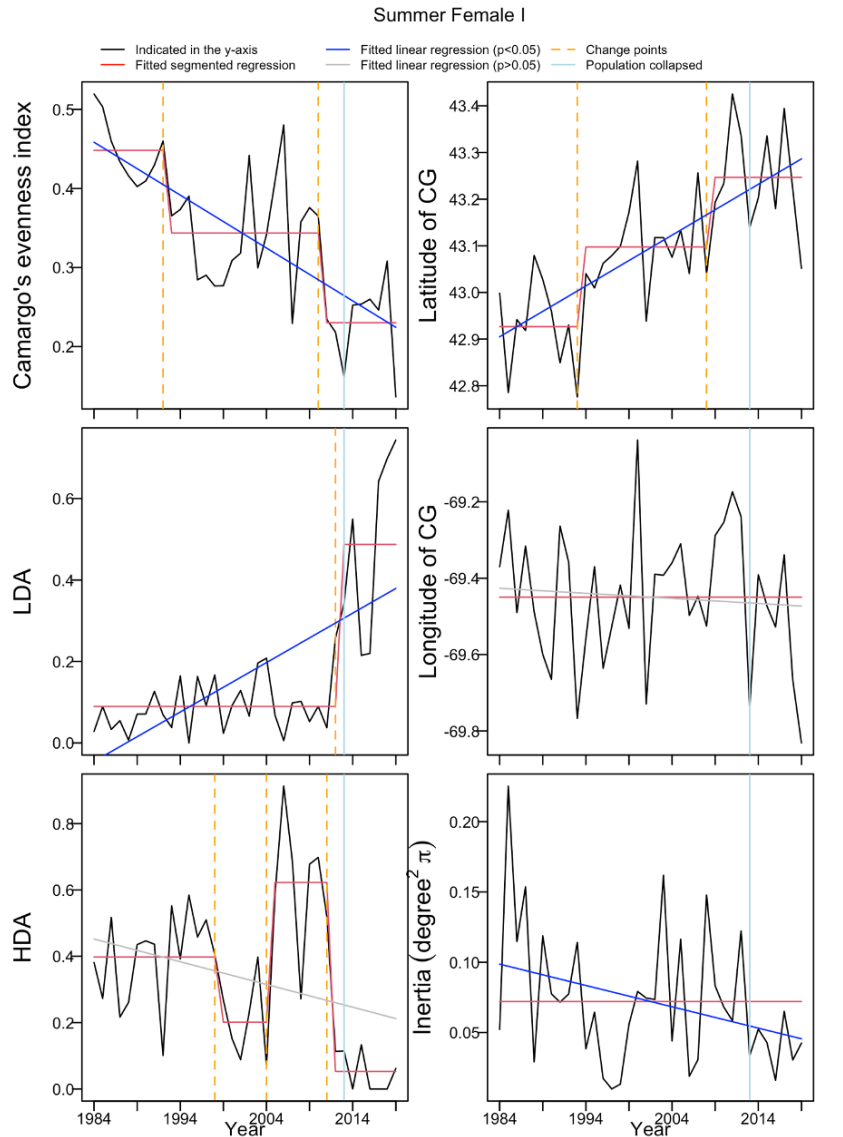 Summer Female I
Indicated in the y-axis
Fitted segmented regression
Fitted linear regression (p<0.05)
Fitted linear regression (p>0.05)
Change points
Population collapsed
Camargo's evenness index
0.5
0.4
0.3
0.2
Latitude of CG
43.4
43.3
43.2
43.1
43.0
42.9
42.8
LDA
0.6
0.4
0.2
0.0
Longitude of CG
-69.2
-69.4
-69.6
-69.8
HDA
0.8
0.6
0.4
0.2
0.0
1984 1994 2004 2014
Year
Inertia (degree² π)
0.20
0.15
0.10
0.05
1984 1994 2004 2014
Year